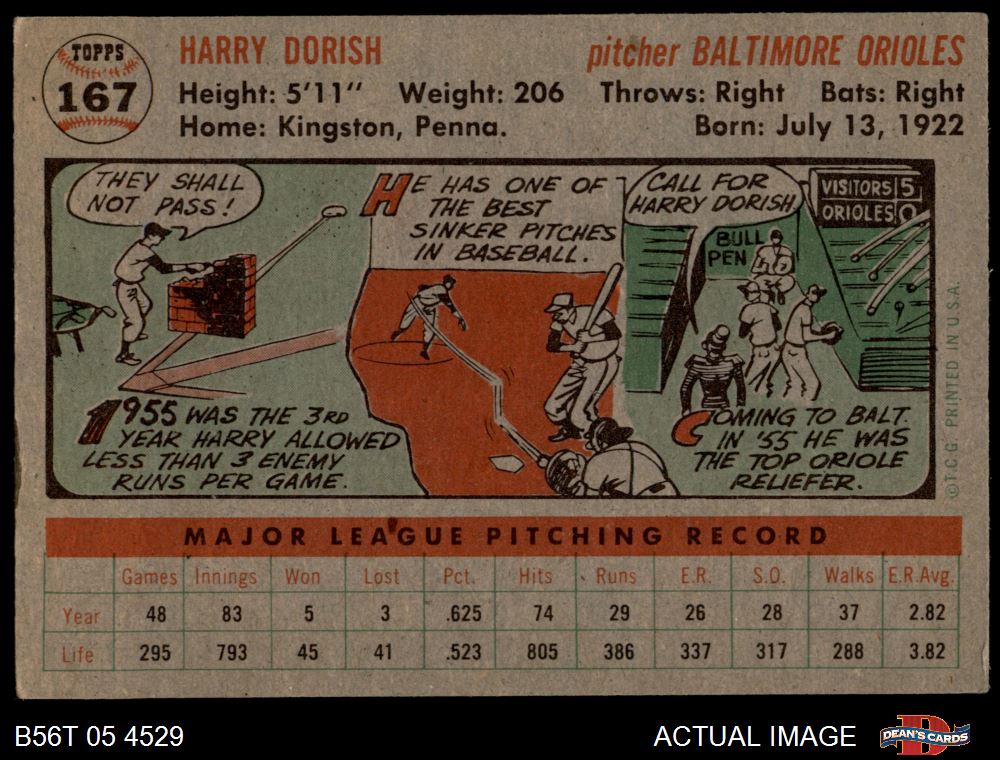 TOPPS
167
HARRY DORISH
pitcher BALTIMORE ORIOLES
Height: 5'11" Weight: 206 Throws: Right Bats: Right
Home: Kingston, Penna. Born: July 13, 1922
THEY SHALL
NOT PASS!
1955 WAS THE 3RD
YEAR HARRY ALLOWED
LESS THAN 3 ENEMY
RUNS PER GAME.
HE HAS ONE OF
THE BEST
SINKER PITCHES
IN BASEBALL.
CALL FOR
HARRY DORISH
BULL
PEN
VISITORS 5
ORIOLES 0
COMING TO BALT.
IN '55 HE WAS
THE TOP ORIOLE
RELIEFER.
©T.C.G. PRINTED IN U.S.A.
MAJOR LEAGUE PITCHING RECORD
Games Innings Won Lost Pct. Hits Runs E.R. S.O. Walks E.R.Avg.
Year 48 83 5 3 .625 74 29 26 28 37 2.82
Life 295 793 45 41 .523 805 386 337 317 288 3.82
B56T 05 4529
ACTUAL IMAGE
D
DEAN'S CARDS